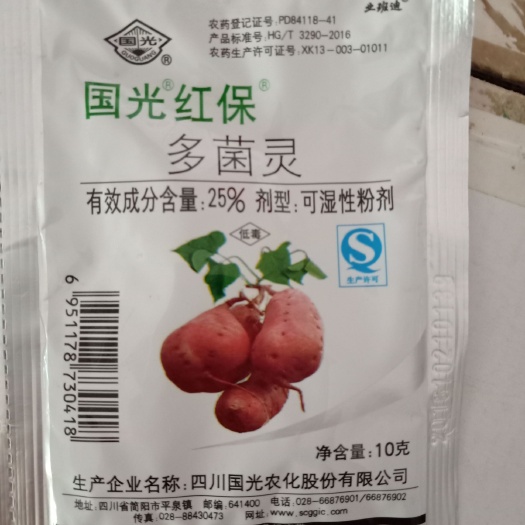 农药登记证号:PD84118-41
产品标准号:HG/T 3290-2016
农药生产许可证号:XK13-003-01011
国光
GUOGUANG
®
国光®红保®
多菌灵
有效成分含量:25% 剂型:可湿性粉剂
低毒
生产许可
6951178730418
净含量:10克
生产企业名称:四川国光农化股份有限公司
地址:四川省简阳市平泉镇 邮编:641400 电话:028-66876901/66876902
传真:028-88430473 网址:www.scggic.com